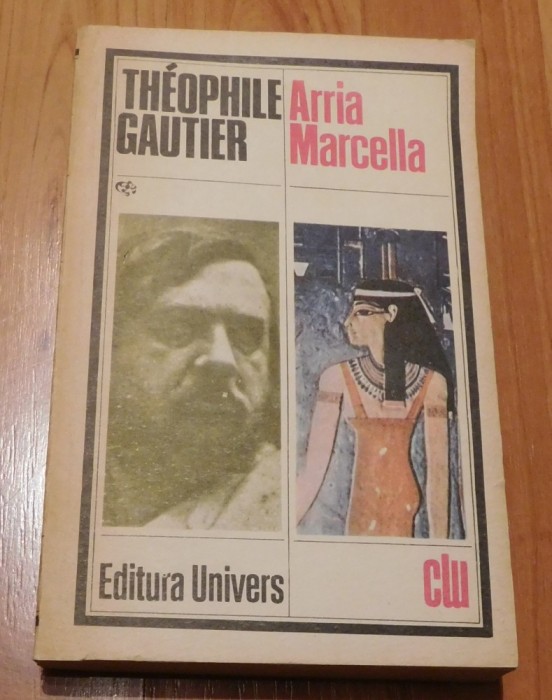 THÉOPHILE
GAUTIER
Arria
Marcella
Editura Univers
clu